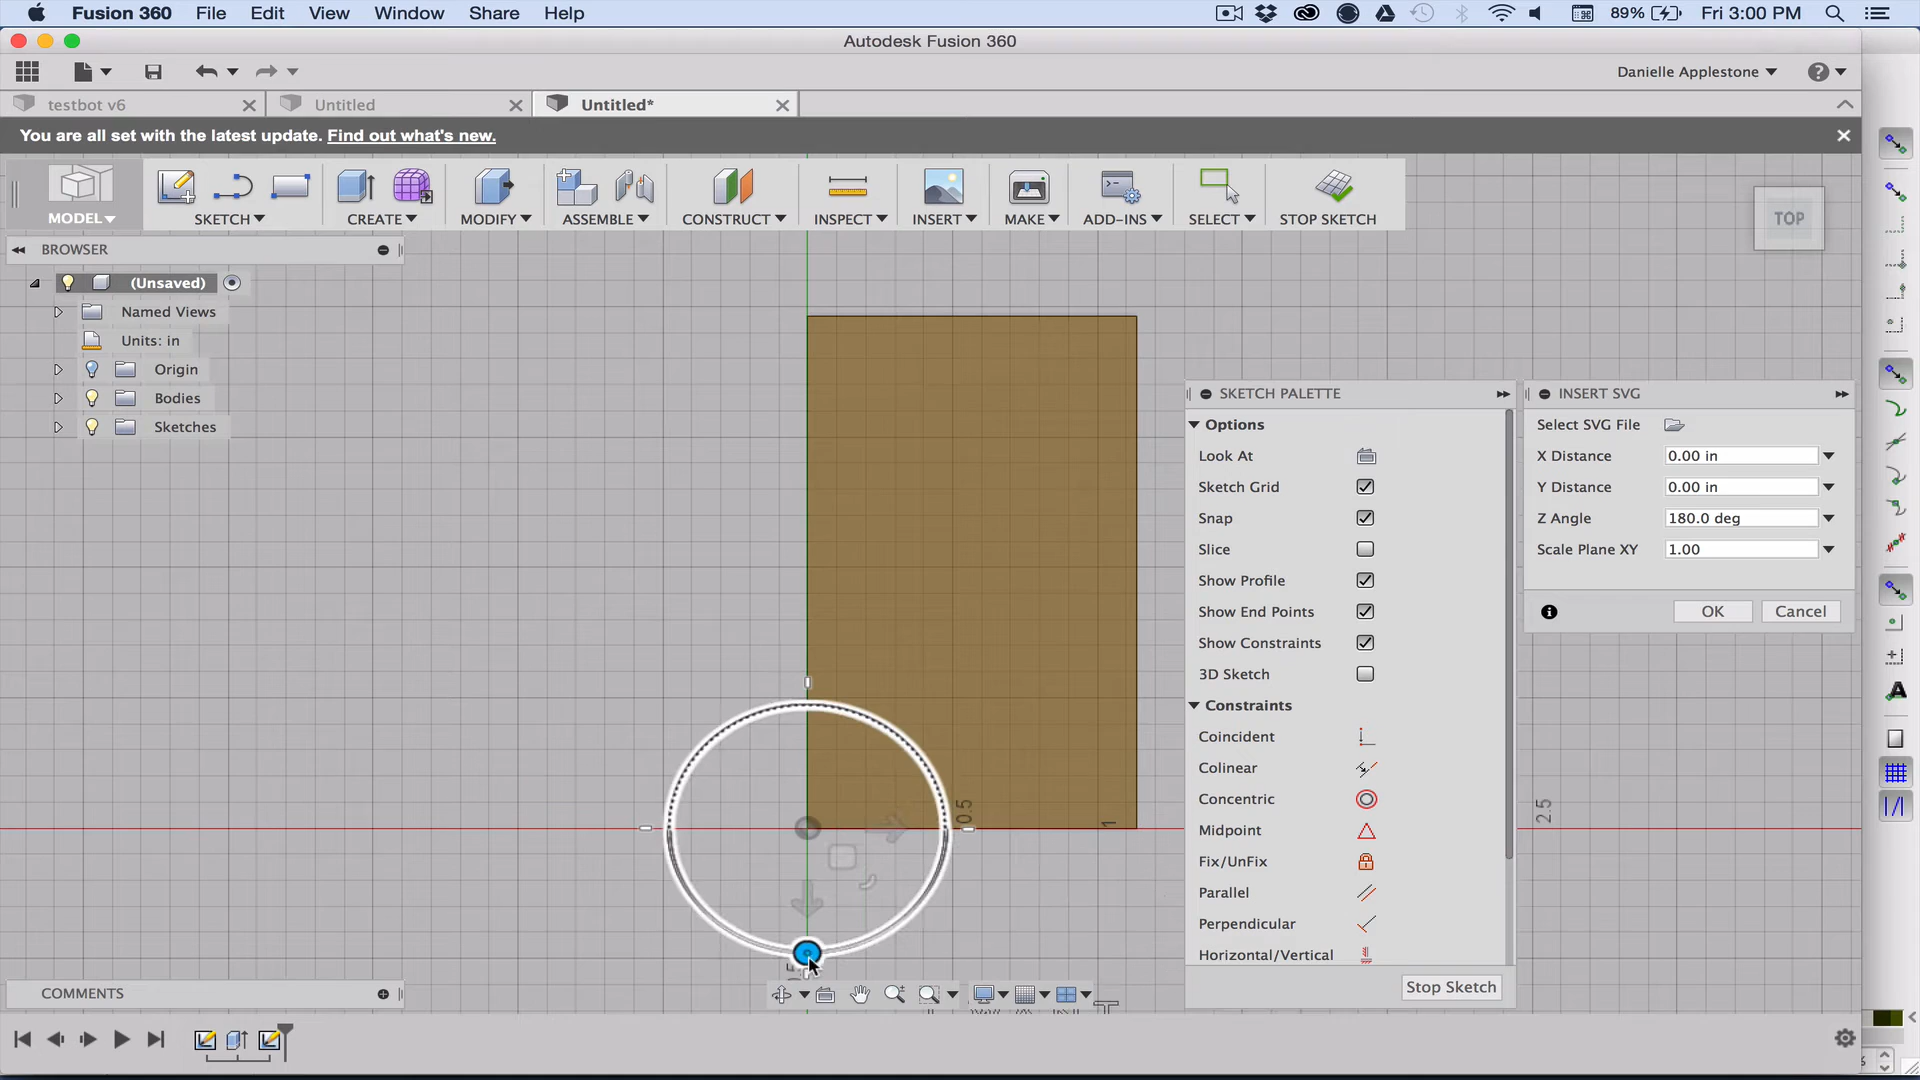 Fusion 360 File Edit View Window Share Help 89% Fri 3:00 PM
Autodesk Fusion 360
Danielle Applestone
testbot v6 Untitled Untitled*
You are all set with the latest update. Find out what's new.
MODEL SKETCH CREATE MODIFY ASSEMBLE CONSTRUCT INSPECT INSERT MAKE ADD-INS SELECT STOP SKETCH
TOP
BROWSER
(Unsaved)
Named Views
Units: in
Origin
Bodies
Sketches
0.5
1
2.5
SKETCH PALETTE
Options
Look At
Sketch Grid
Snap
Slice
Show Profile
Show End Points
Show Constraints
3D Sketch
Constraints
Coincident
Colinear
Concentric
Midpoint
Fix/UnFix
Parallel
Perpendicular
Horizontal/Vertical
Stop Sketch
INSERT SVG
Select SVG File
X Distance 0.00 in
Y Distance 0.00 in
Z Angle 180.0 deg
Scale Plane XY 1.00
OK Cancel
COMMENTS